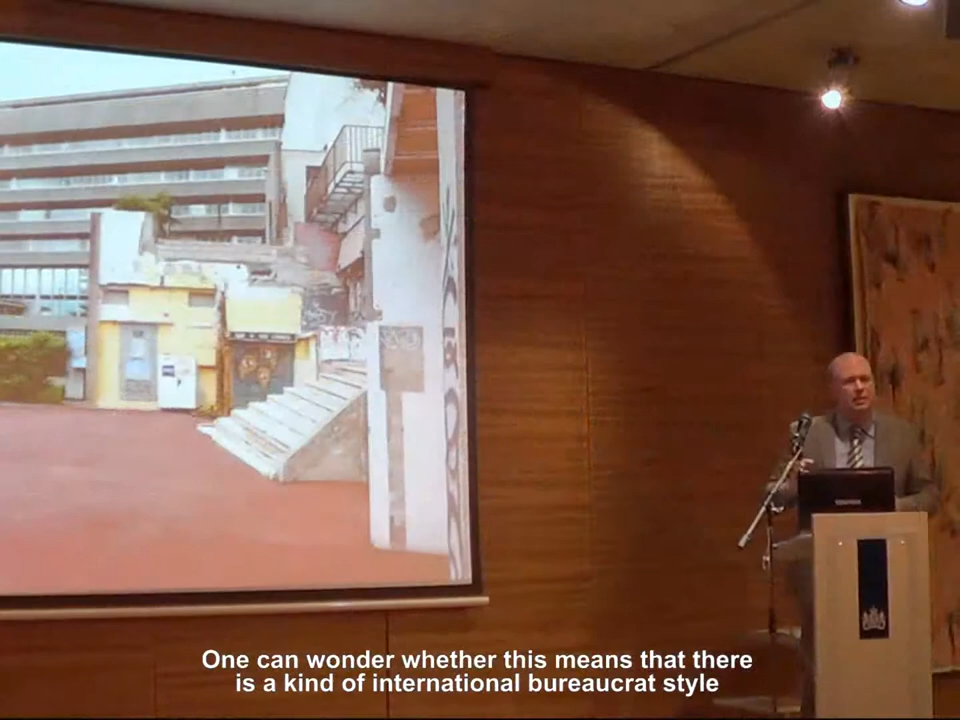 One can wonder whether this means that there
is a kind of international bureaucrat style